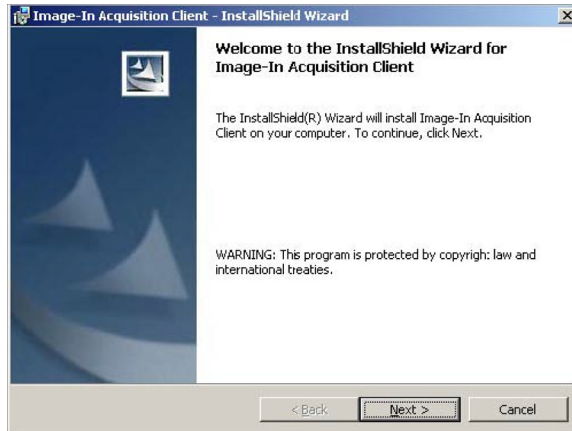 Image-In Acquisition Client - InstallShield Wizard
Welcome to the InstallShield Wizard for
Image-In Acquisition Client
The InstallShield(R) Wizard will install Image-In Acquisition
Client on your computer. To continue, click Next.
WARNING: This program is protected by copyright law and
international treaties.
< Back
Next >
Cancel